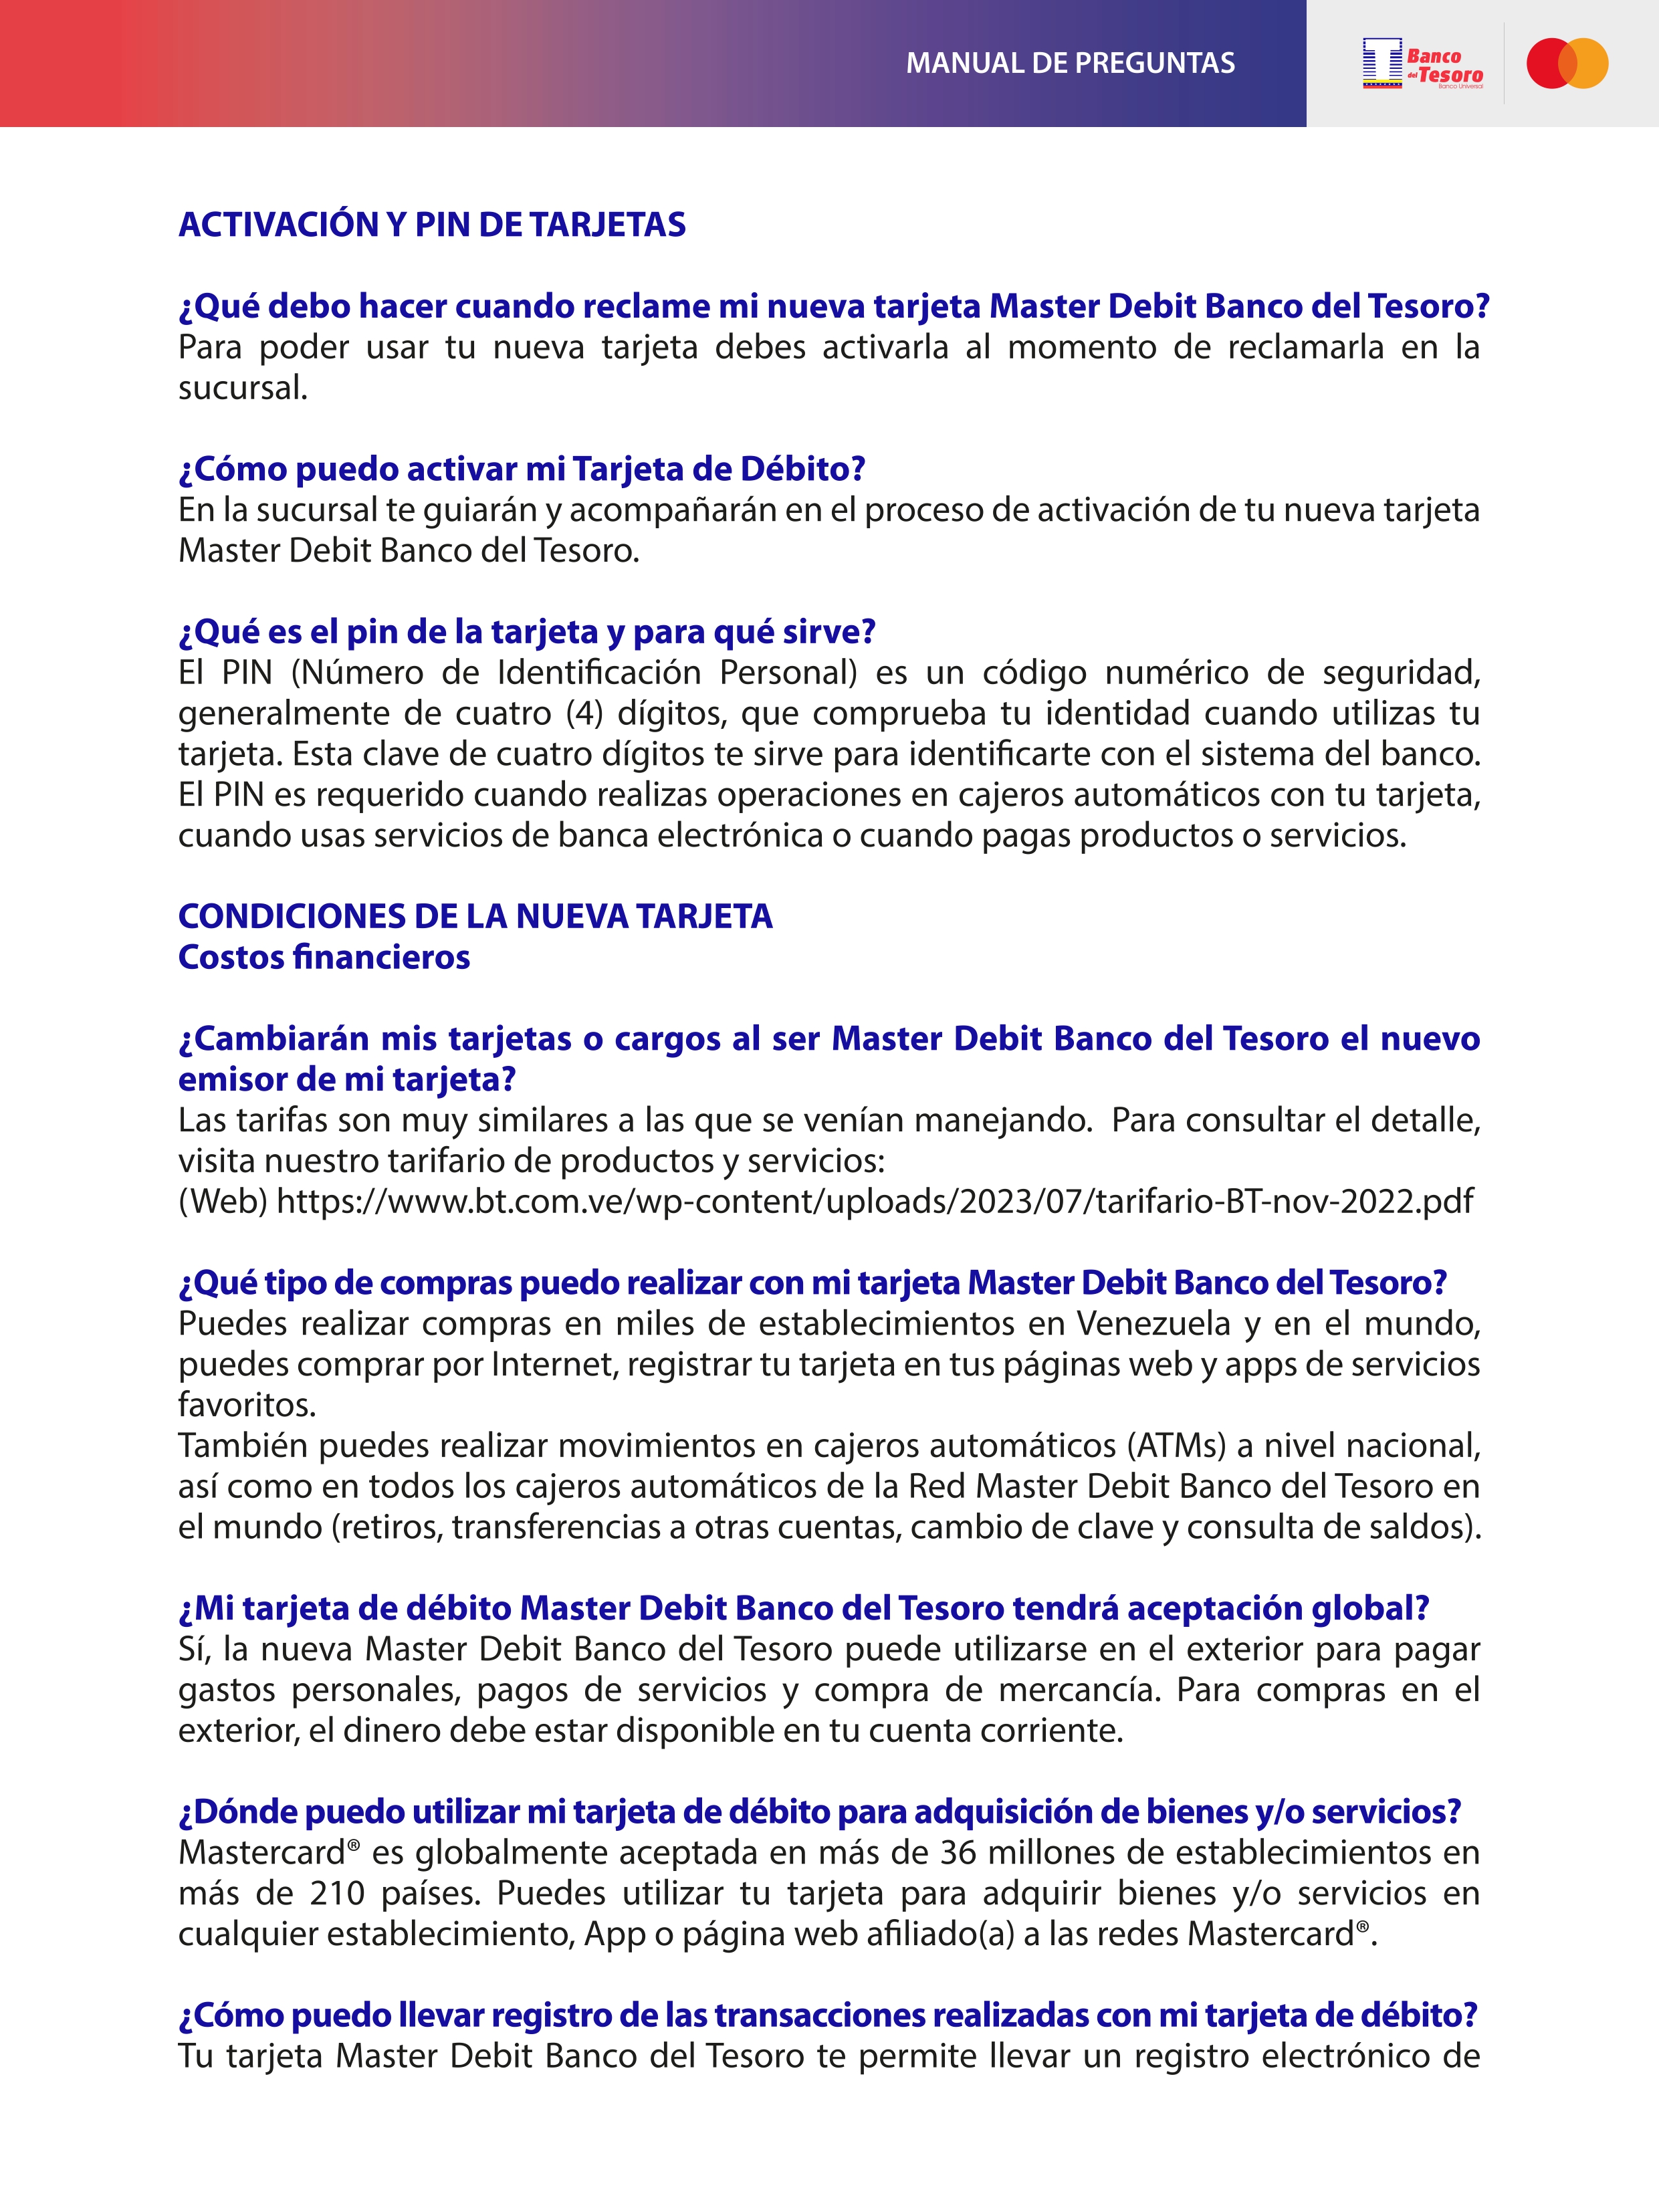 MANUAL DE PREGUNTAS
Banco
del Tesoro
Banco Universal
ACTIVACIÓN Y PIN DE TARJETAS
¿Qué debo hacer cuando reclame mi nueva tarjeta Master Debit Banco del Tesoro?
Para poder usar tu nueva tarjeta debes activarla al momento de reclamarla en la
sucursal.
¿Cómo puedo activar mi Tarjeta de Débito?
En la sucursal te guiarán y acompañarán en el proceso de activación de tu nueva tarjeta
Master Debit Banco del Tesoro.
¿Qué es el pin de la tarjeta y para qué sirve?
El PIN (Número de Identificación Personal) es un código numérico de seguridad,
generalmente de cuatro (4) dígitos, que comprueba tu identidad cuando utilizas tu
tarjeta. Esta clave de cuatro dígitos te sirve para identificarte con el sistema del banco.
El PIN es requerido cuando realizas operaciones en cajeros automáticos con tu tarjeta,
cuando usas servicios de banca electrónica o cuando pagas productos o servicios.
CONDICIONES DE LA NUEVA TARJETA
Costos financieros
¿Cambiarán mis tarjetas o cargos al ser Master Debit Banco del Tesoro el nuevo
emisor de mi tarjeta?
Las tarifas son muy similares a las que se venían manejando.  Para consultar el detalle,
visita nuestro tarifario de productos y servicios:
(Web) https://www.bt.com.ve/wp-content/uploads/2023/07/tarifario-BT-nov-2022.pdf
¿Qué tipo de compras puedo realizar con mi tarjeta Master Debit Banco del Tesoro?
Puedes realizar compras en miles de establecimientos en Venezuela y en el mundo,
puedes comprar por Internet, registrar tu tarjeta en tus páginas web y apps de servicios
favoritos.
También puedes realizar movimientos en cajeros automáticos (ATMs) a nivel nacional,
así como en todos los cajeros automáticos de la Red Master Debit Banco del Tesoro en
el mundo (retiros, transferencias a otras cuentas, cambio de clave y consulta de saldos).
¿Mi tarjeta de débito Master Debit Banco del Tesoro tendrá aceptación global?
Sí, la nueva Master Debit Banco del Tesoro puede utilizarse en el exterior para pagar
gastos personales, pagos de servicios y compra de mercancía. Para compras en el
exterior, el dinero debe estar disponible en tu cuenta corriente.
¿Dónde puedo utilizar mi tarjeta de débito para adquisición de bienes y/o servicios?
Mastercard® es globalmente aceptada en más de 36 millones de establecimientos en
más de 210 países. Puedes utilizar tu tarjeta para adquirir bienes y/o servicios en
cualquier establecimiento, App o página web afiliado(a) a las redes Mastercard®.
¿Cómo puedo llevar registro de las transacciones realizadas con mi tarjeta de débito?
Tu tarjeta Master Debit Banco del Tesoro te permite llevar un registro electrónico de